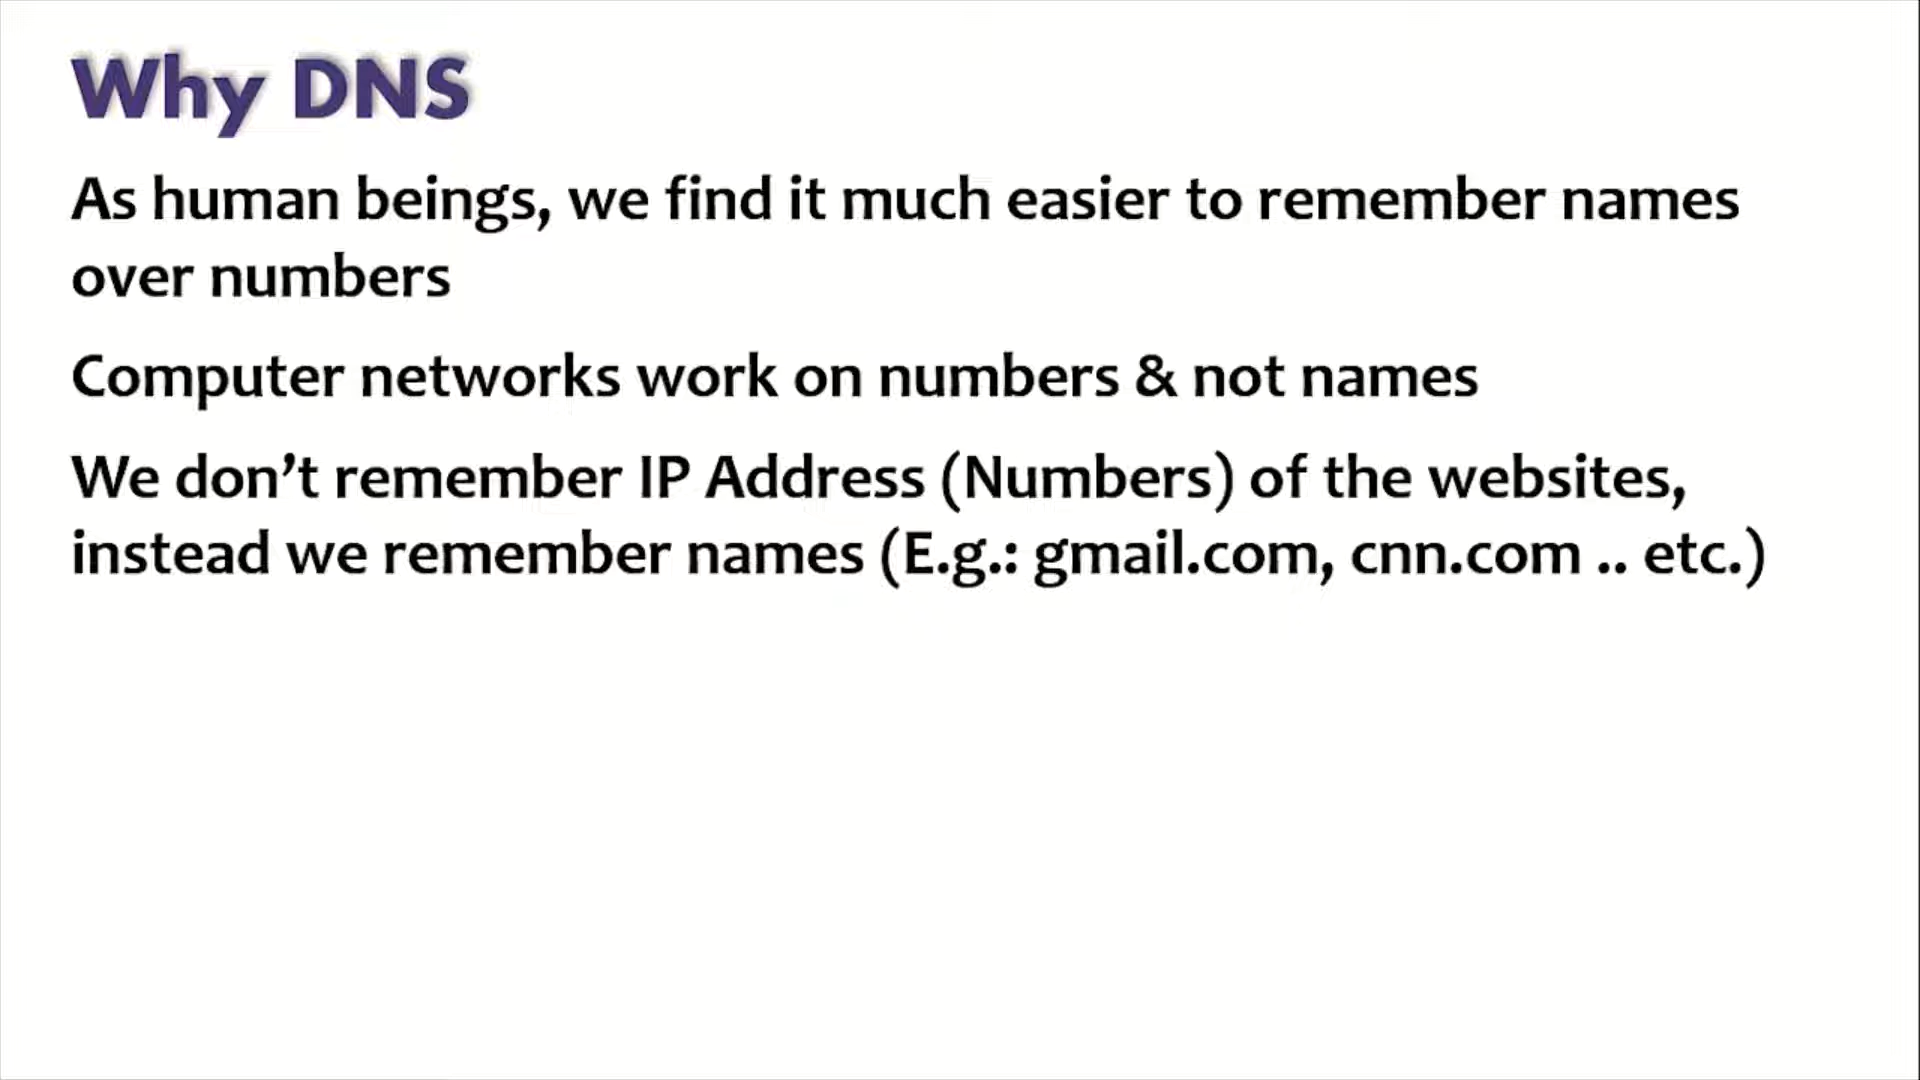 Why DNS
As human beings, we find it much easier to remember names
over numbers
Computer networks work on numbers & not names
We don’t remember IP Address (Numbers) of the websites,
instead we remember names (E.g.: gmail.com, cnn.com .. etc.)